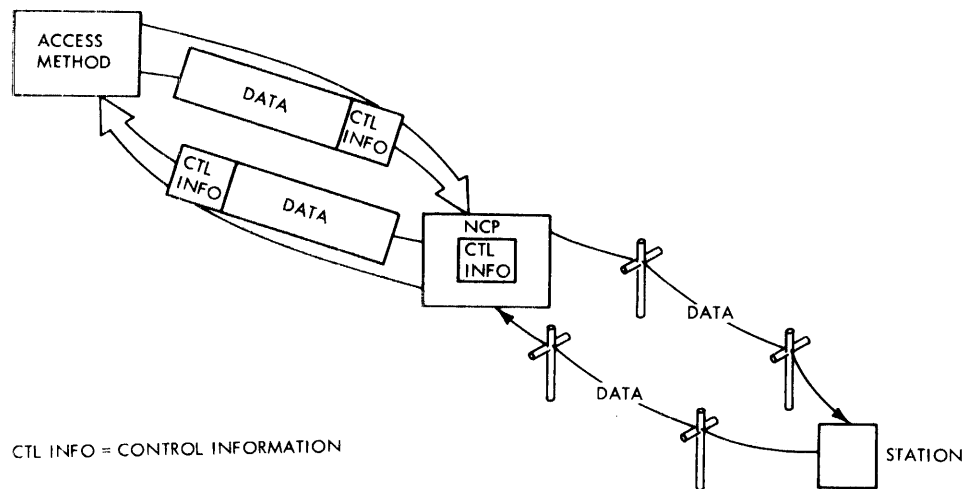 ACCESS
METHOD
DATA
CTL
INFO
CTL
INFO
DATA
NCP
CTL
INFO
DATA
DATA
CTL INFO = CONTROL INFORMATION
STATION